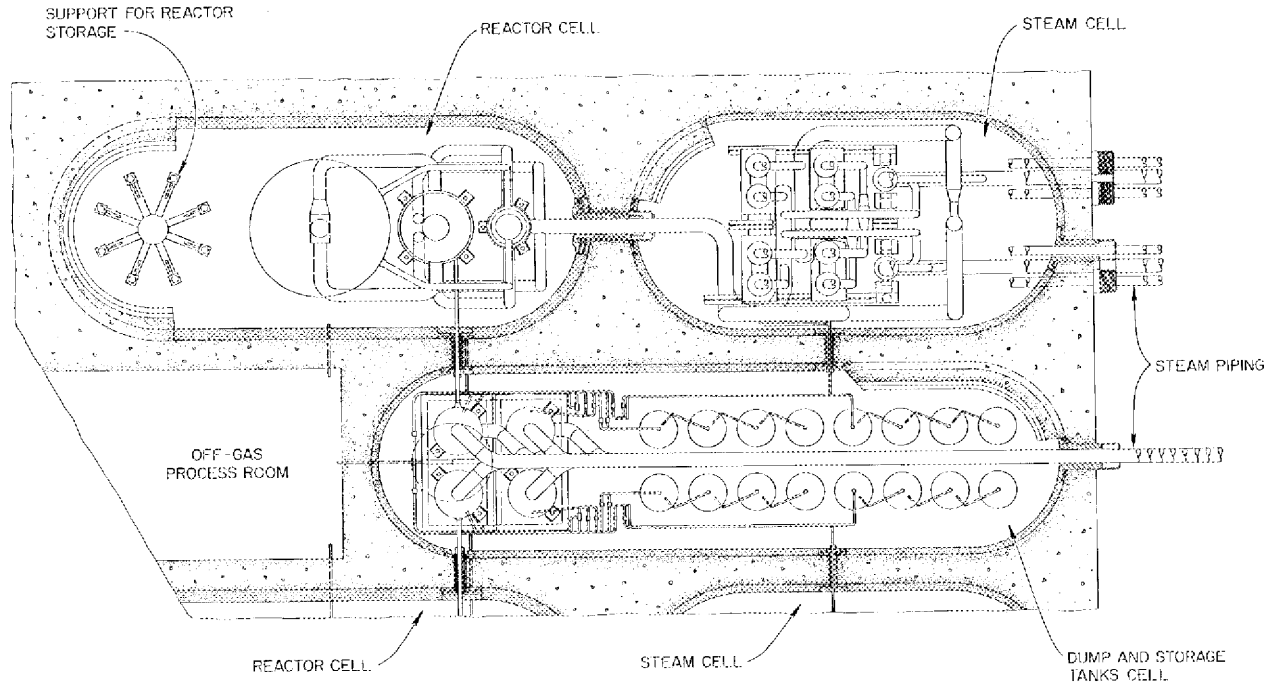 SUPPORT FOR REACTOR
STORAGE
REACTOR CELL
STEAM CELL
STEAM PIPING
OFF-GAS
PROCESS ROOM
REACTOR CELL
STEAM CELL
DUMP AND STORAGE
TANKS CELL